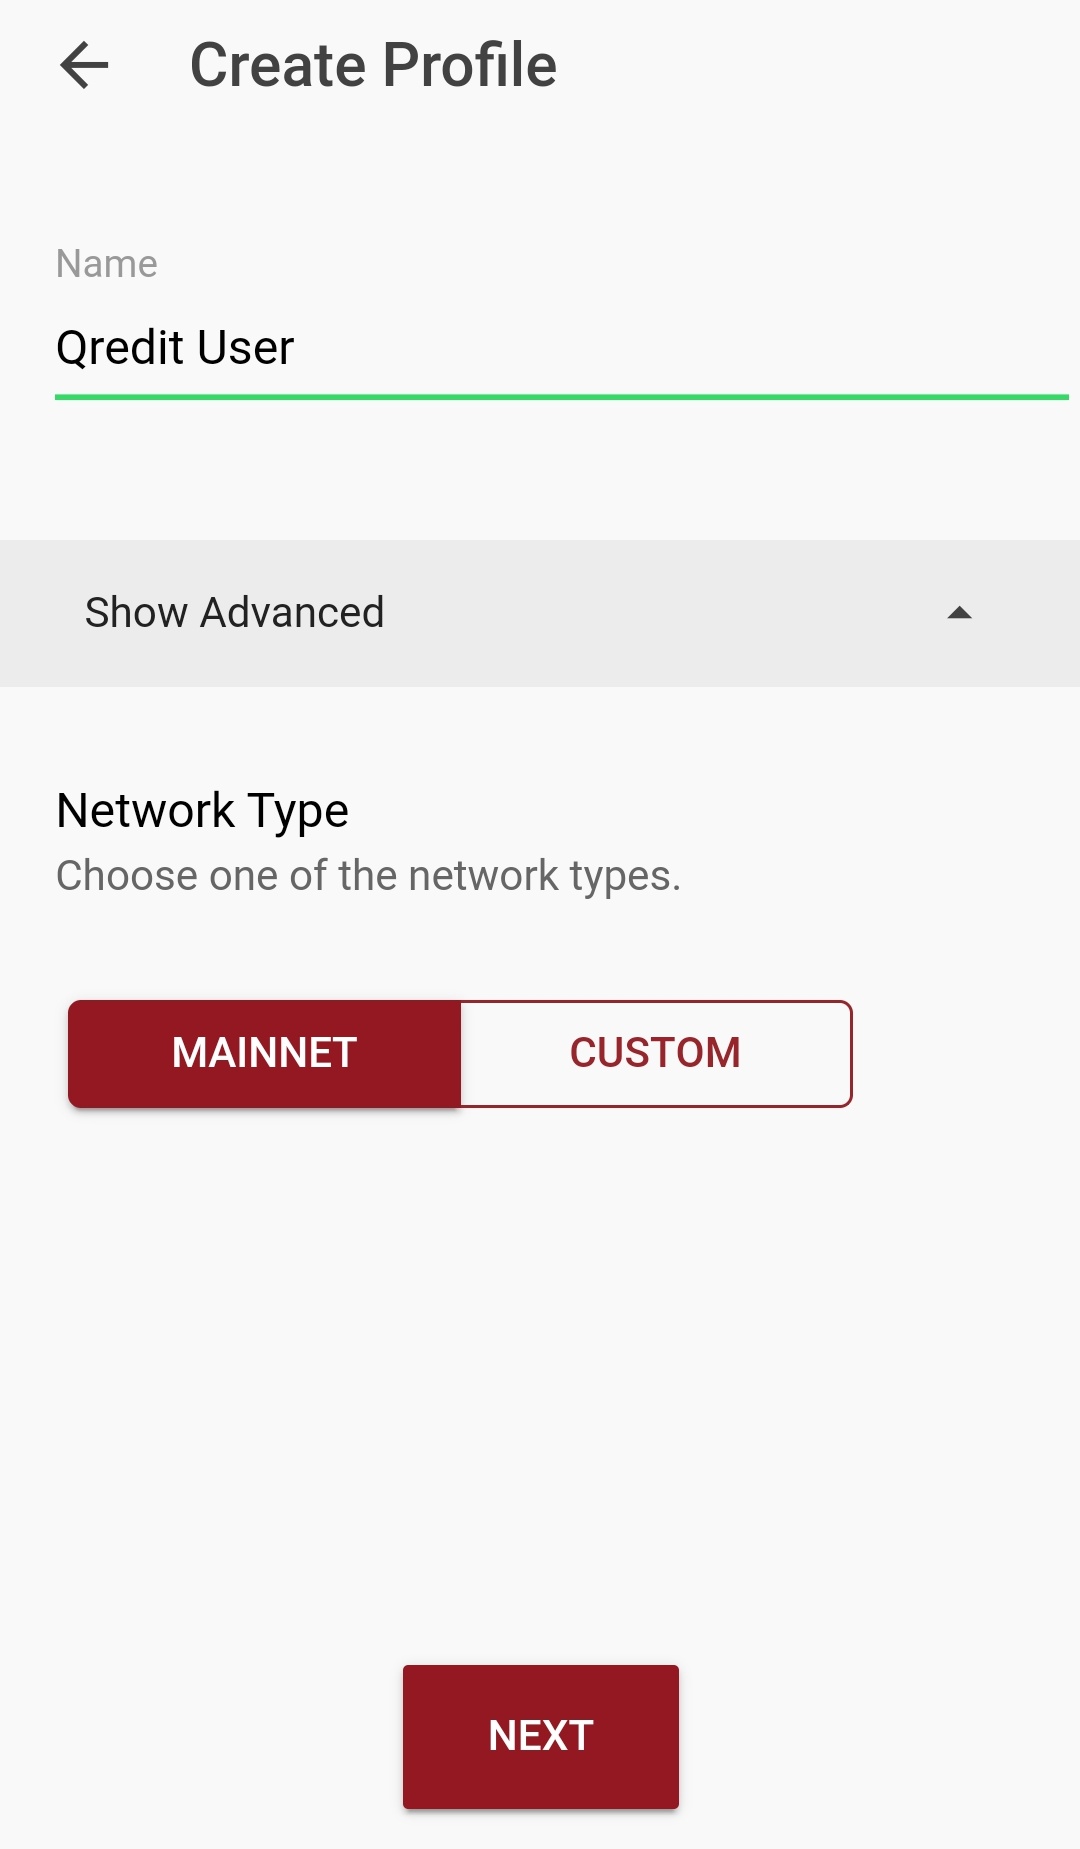 Create Profile
Name
Qredit User
Show Advanced
Network Type
Choose one of the network types.
MAINNET CUSTOM
NEXT